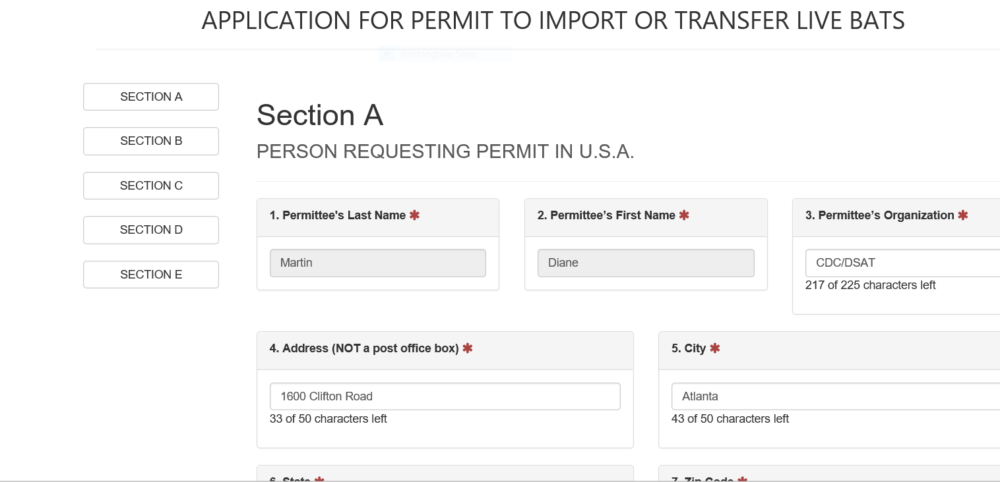 APPLICATION FOR PERMIT TO IMPORT OR TRANSFER LIVE BATS
Rectangular Snip
SECTION A
SECTION B
SECTION C
SECTION D
SECTION E
Section A
PERSON REQUESTING PERMIT IN U.S.A.
1. Permittee's Last Name ✱
Martin
2. Permittee’s First Name ✱
Diane
3. Permittee’s Organization ✱
CDC/DSAT
217 of 225 characters left
4. Address (NOT a post office box) ✱
1600 Clifton Road
33 of 50 characters left
5. City ✱
Atlanta
43 of 50 characters left
6. State ✱
7. Zip Code ✱